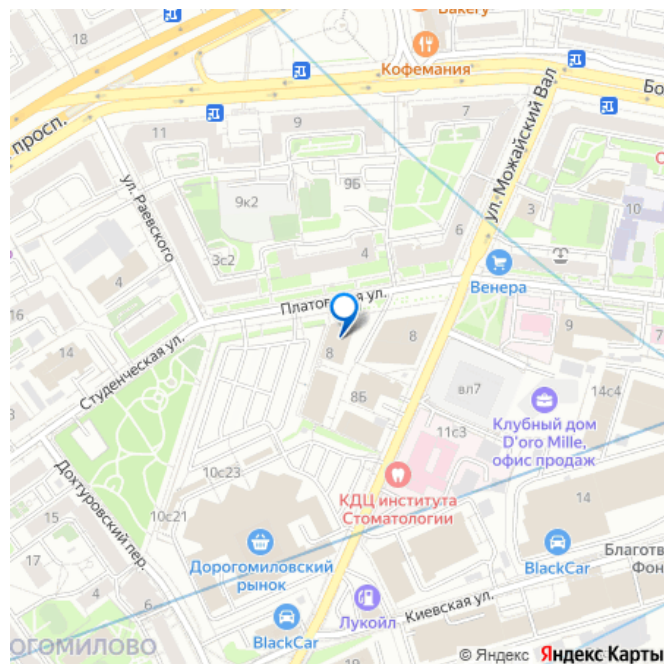 Bakery
18
Кофемания
Бо
просп.
11
9
7
ул. Можайский Вал
ул. Раевского
9к2
9Б
10
3
6
3с2
4
4
Венера
16
Платовская ул.
9
14
Студенческая ул.
8
8
8Б
вл7
14с4
Клубный дом
D'oro Mille,
офис продаж
11с3
10с23
КДЦ института
Стоматологии
14
Дохтуровский пер.
15
10с21
17
Дорогомиловский
рынок
BlackCar
Благотв
Фон
4
6
Лукойл
Киевская ул.
BlackCar
ОГОМИЛОВО
© Яндекс Яндекс Карты